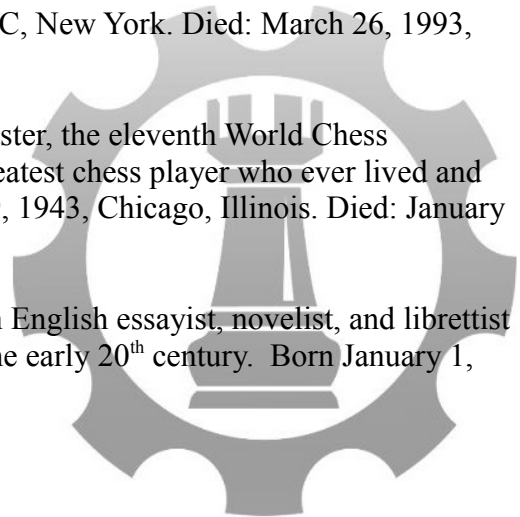 C, New York. Died: March 26, 1993,
ster, the eleventh World Chess
eatest chess player who ever lived and
, 1943, Chicago, Illinois. Died: January
n English essayist, novelist, and librettist
ne early 20th century. Born January 1,